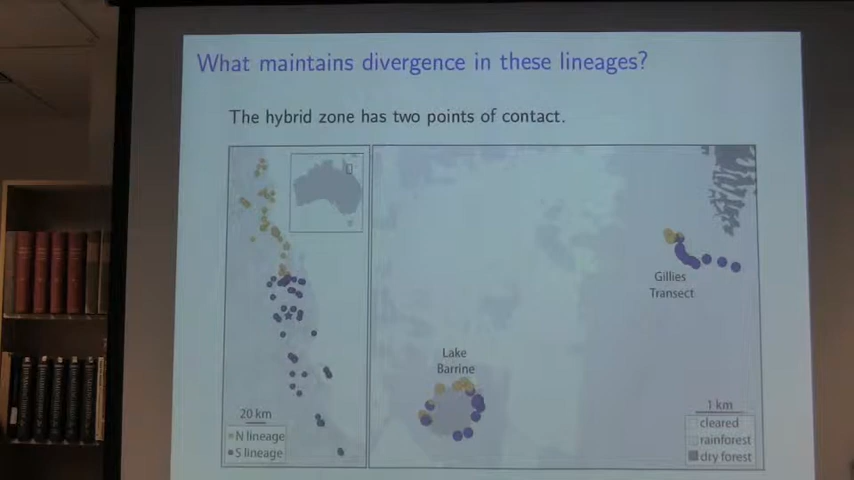 What maintains divergence in these lineages?
The hybrid zone has two points of contact.
20 km
N lineage
S lineage
Lake
Barrine
Gillies
Transect
1 km
cleared
rainforest
dry forest